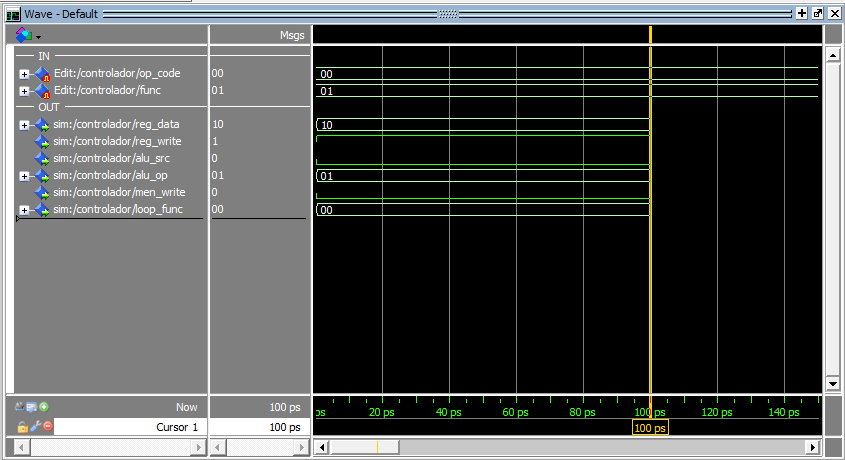 Wave - Default
Msgs
IN
Edit:/controlador/op_code 00 00
Edit:/controlador/func 01 01
OUT
sim:/controlador/reg_data 10 10
sim:/controlador/reg_write 1
sim:/controlador/alu_src 0
sim:/controlador/alu_op 01 01
sim:/controlador/men_write 0
sim:/controlador/loop_func 00 00
Now 100 ps ps 20 ps 40 ps 60 ps 80 ps 100 ps 120 ps 140 ps
Cursor 1 100 ps 100 ps